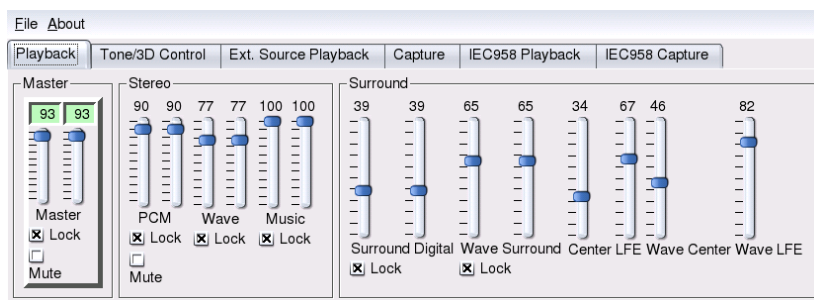 File About
Playback Tone/3D Control Ext. Source Playback Capture IEC958 Playback IEC958 Capture
Master
93 93
Master
Lock
Mute
Stereo
90 90 77 77 100 100
PCM Wave Music
Lock Lock Lock
Mute
Surround
39 39 65 65 34 67 46 82
Surround Digital Wave Surround Center LFE Wave Center Wave LFE
Lock Lock